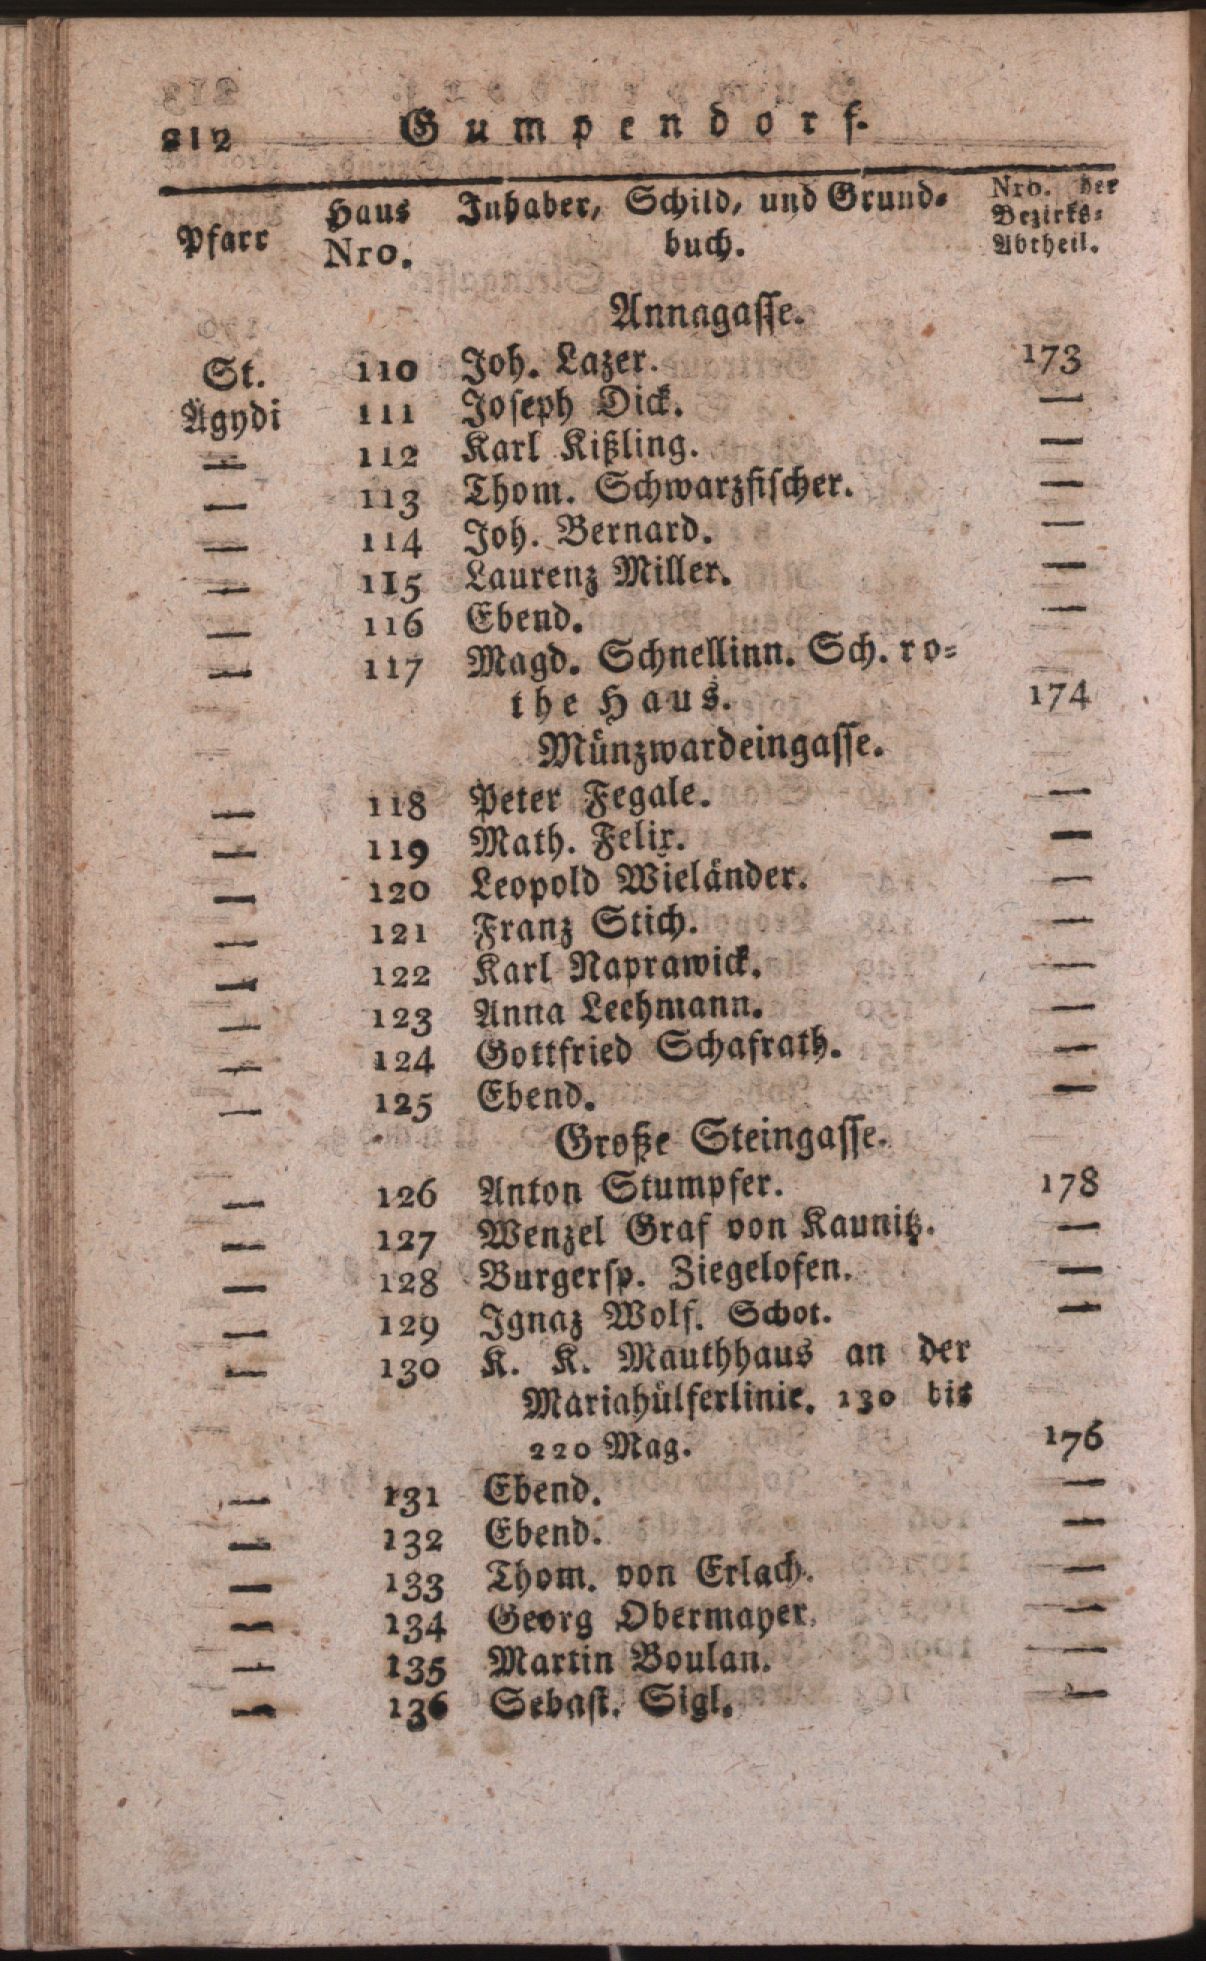 212 Gumpendorf.
Pfarr Haus Nro. Inhaber, Schild, und Grund= Nro. der Bezirks= Abtheil.
buch.
Annagasse.
St. 110 Joh. Lazer. 173
Ägydi 111 Joseph Dick. —
— 112 Karl Kißling. —
— 113 Thom. Schwarzfischer. —
— 114 Joh. Bernard. —
— 115 Laurenz Miller. —
— 116 Ebend. —
— 117 Magd. Schnellinn. Sch. ro=
the Haus. 174
Münzwardeingasse.
— 118 Peter Fegale. —
— 119 Math. Felix. —
— 120 Leopold Wieländer. —
— 121 Franz Stich. —
— 122 Karl Naprawick. —
— 123 Anna Lechmann. —
— 124 Gottfried Schafrath. —
— 125 Ebend. —
Große Steingasse.
— 126 Anton Stumpfer. 178
— 127 Wenzel Graf von Kaunitz. —
— 128 Burgersp. Ziegelofen. —
— 129 Ignaz Wolf. Schot. —
— 130 K. K. Mauthhaus an der
Mariahülferlinie. 130 bis
220 Mag. 176
— 131 Ebend. —
— 132 Ebend. —
— 133 Thom. von Erlach. —
— 134 Georg Obermayer. —
— 135 Martin Boulan. —
— 136 Sebast. Sigl. —